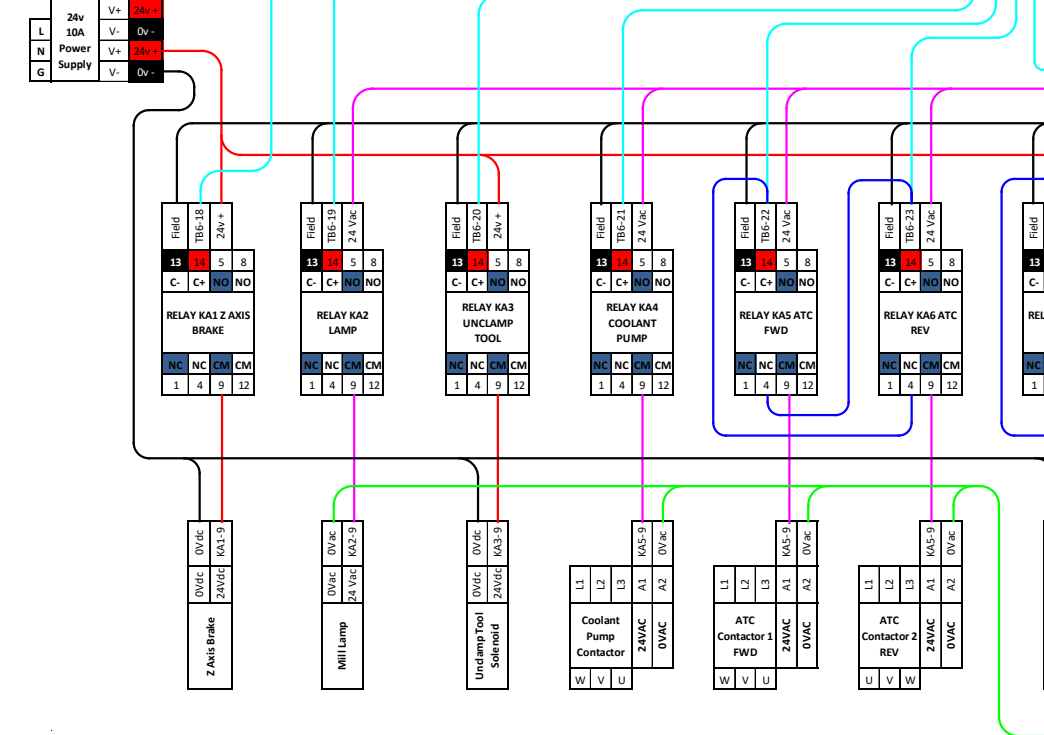 24v
10A
Power
Supply
V+ 24v +
L V- 0v -
N V+ 24v +
G V- 0v -
Field TB6-18 24v +
Field TB6-19 24 Vac
Field TB6-20 24v +
Field TB6-21 24 Vac
Field TB6-22 24 Vac
Field TB6-23 24 Vac
Field
13 14 5 8
13 14 5 8
13 14 5 8
13 14 5 8
13 14 5 8
13 14 5 8
13
C- C+ NO NO
C- C+ NO NO
C- C+ NO NO
C- C+ NO NO
C- C+ NO NO
C- C+ NO NO
C-
RELAY KA1 Z AXIS
BRAKE
RELAY KA2
LAMP
RELAY KA3
UNCLAMP
TOOL
RELAY KA4
COOLANT
PUMP
RELAY KA5 ATC
FWD
RELAY KA6 ATC
REV
REL
NC NC CM CM
NC NC CM CM
NC NC CM CM
NC NC CM CM
NC NC CM CM
NC NC CM CM
NC
1 4 9 12
1 4 9 12
1 4 9 12
1 4 9 12
1 4 9 12
1 4 9 12
1
0Vdc KA1-9
0Vdc 24Vdc
Z Axis Brake
0Vac KA2-9
0Vac 24 Vac
Mill Lamp
0Vdc KA3-9
0Vdc 24Vdc
Unclamp Tool
Solenoid
KA5-9 0Vac
L1 L2 L3 A1 A2
Coolant
Pump
Contactor
24VAC 0VAC
W V U
KA5-9 0Vac
L1 L2 L3 A1 A2
ATC
Contactor 1
FWD
24VAC 0VAC
W V U
KA5-9 0Vac
L1 L2 L3 A1 A2
ATC
Contactor 2
REV
24VAC 0VAC
U V W